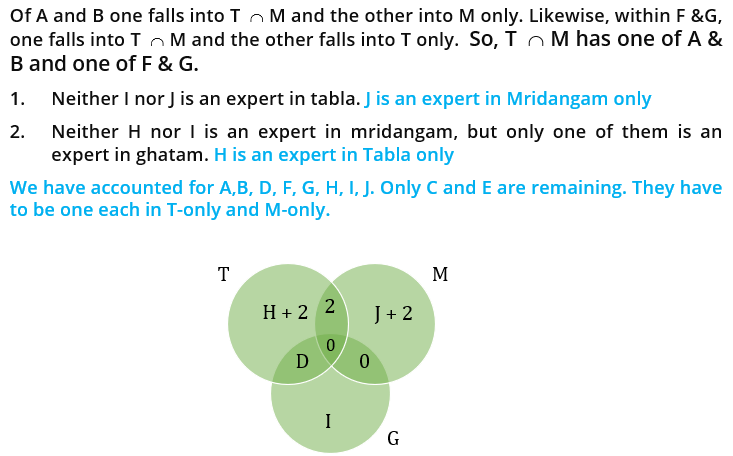 Of A and B one falls into T ∩ M and the other into M only. Likewise, within F &G,
one falls into T ∩ M and the other falls into T only. So, T ∩ M has one of A &
B and one of F & G.
1. Neither I nor J is an expert in tabla. J is an expert in Mridangam only
2. Neither H nor I is an expert in mridangam, but only one of them is an
expert in ghatam. H is an expert in Tabla only
We have accounted for A,B, D, F, G, H, I, J. Only C and E are remaining. They have
to be one each in T-only and M-only.
T M
H + 2 2 J + 2
0
D 0
I
G